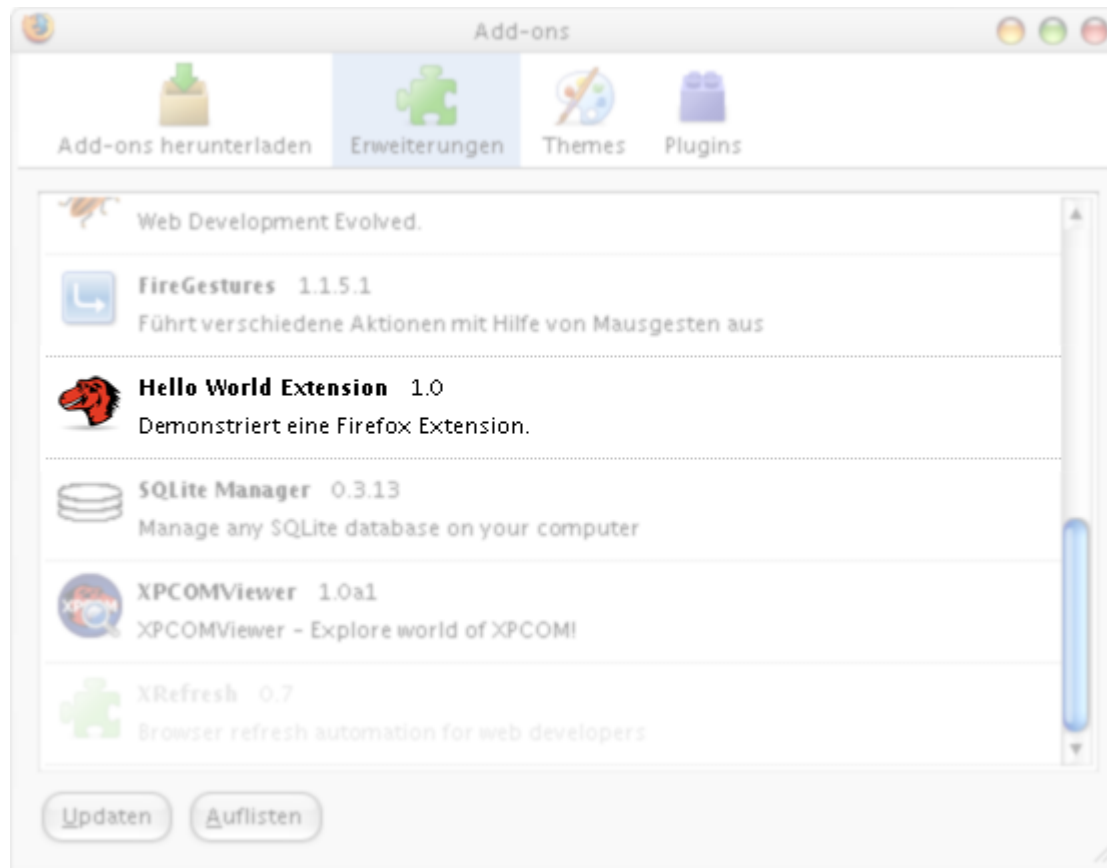 Add-ons
Add-ons herunterladen Erweiterungen Themes Plugins
Web Development Evolved.
FireGestures 1.1.5.1
Führt verschiedene Aktionen mit Hilfe von Mausgesten aus
Hello World Extension 1.0
Demonstriert eine Firefox Extension.
SQLite Manager 0.3.13
Manage any SQLite database on your computer
XPCOM
XPCOMViewer 1.0a1
XPCOMViewer - Explore world of XPCOM!
XRefresh 0.7
Browser refresh automation for web developers
Updaten Auflisten